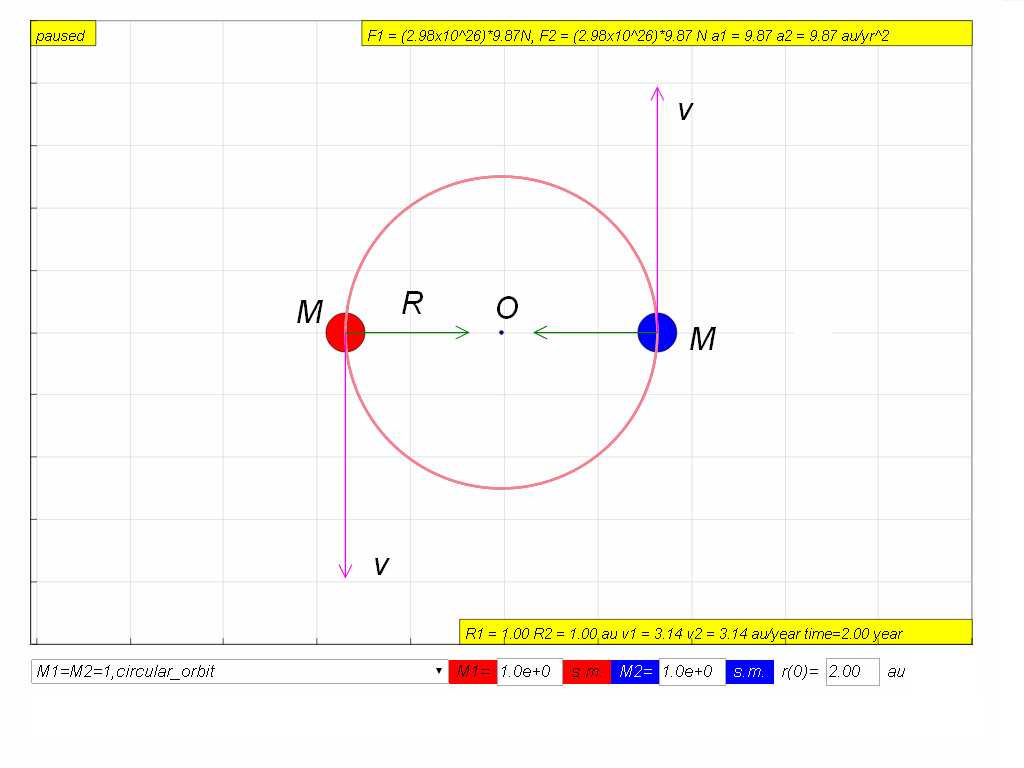 paused
F1 = (2.98x10^26)*9.87N, F2 = (2.98x10^26)*9.87 N a1 = 9.87 a2 = 9.87 au/yr^2
v
M
R
O
M
v
R1 = 1.00 R2 = 1.00 au v1 = 3.14 v2 = 3.14 au/year time=2.00 year
M1=M2=1,circular_orbit M1= 1.0e+0 s.m. M2= 1.0e+0 s.m. r(0)= 2.00 au